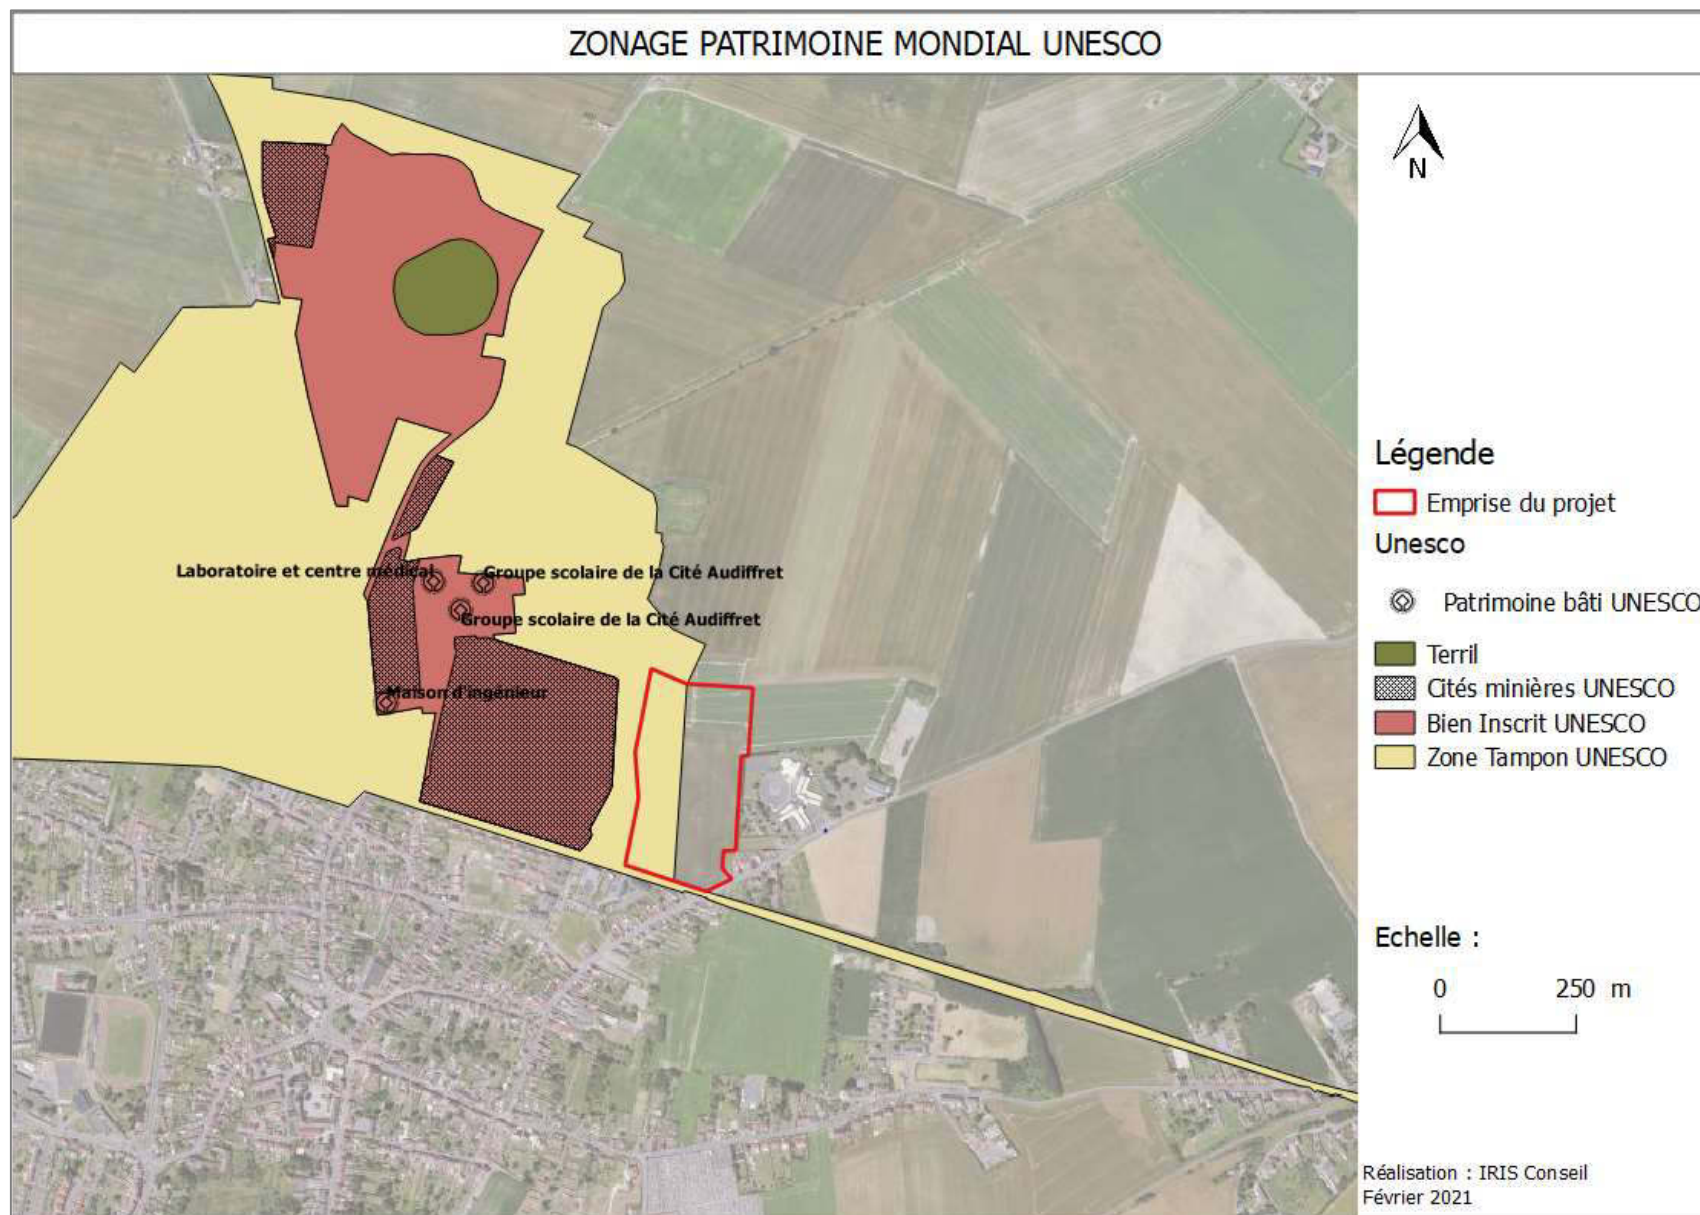 ZONAGE PATRIMOINE MONDIAL UNESCO
N
Laboratoire et centre médical
Groupe scolaire de la Cité Audiffret
Groupe scolaire de la Cité Audiffret
Maison d'ingénieur
Légende
Emprise du projet
Unesco
Patrimoine bâti UNESCO
Terril
Cités minières UNESCO
Bien Inscrit UNESCO
Zone Tampon UNESCO
Echelle :
0 250 m
Réalisation : IRIS Conseil
Février 2021